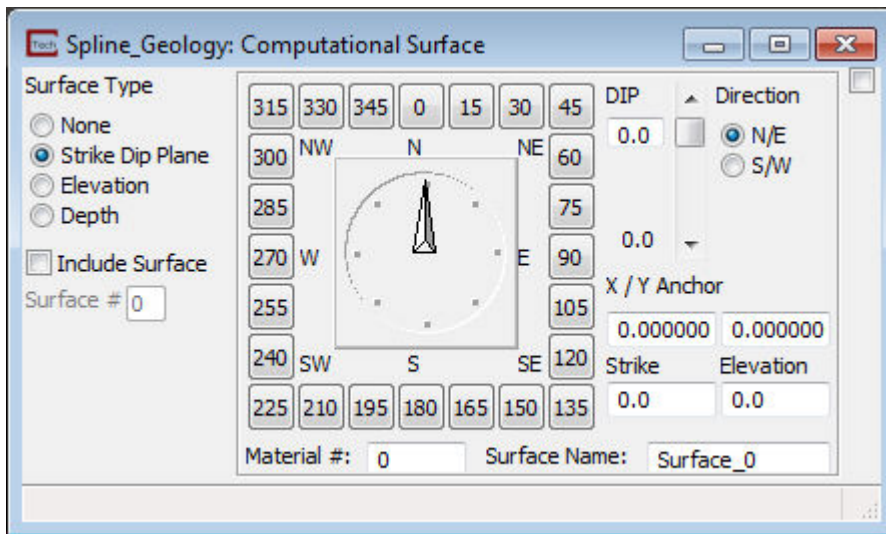 Tech Spline_Geology: Computational Surface
Surface Type
None
Strike Dip Plane
Elevation
Depth
Include Surface
Surface # 0
315 330 345 0 15 30 45
300 NW N NE 60
285 75
270 W E 90
255 105
240 SW S SE 120
225 210 195 180 165 150 135
DIP
0.0
0.0
Direction
N/E
S/W
X / Y Anchor
0.000000 0.000000
Strike Elevation
0.0 0.0
Material #: 0 Surface Name: Surface_0